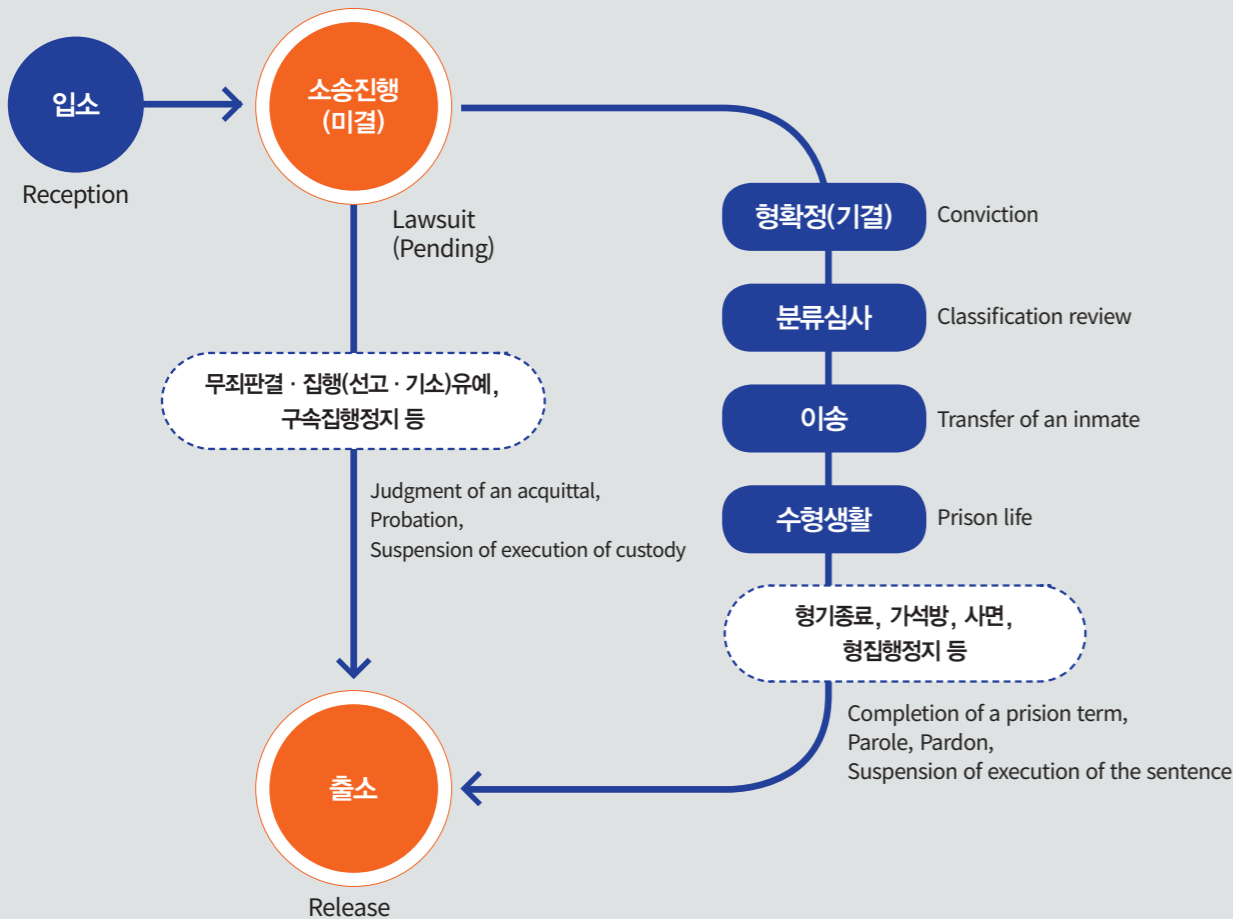 입소
Reception
소송진행
(미결)
Lawsuit
(Pending)
무죄판결 · 집행(선고 · 기소)유예,
구속집행정지 등
Judgment of an acquittal,
Probation,
Suspension of execution of custody
형확정(기결)
Conviction
분류심사
Classification review
이송
Transfer of an inmate
수형생활
Prison life
형기종료, 가석방, 사면,
형집행정지 등
Completion of a prision term,
Parole, Pardon,
Suspension of execution of the sentence
출소
Release